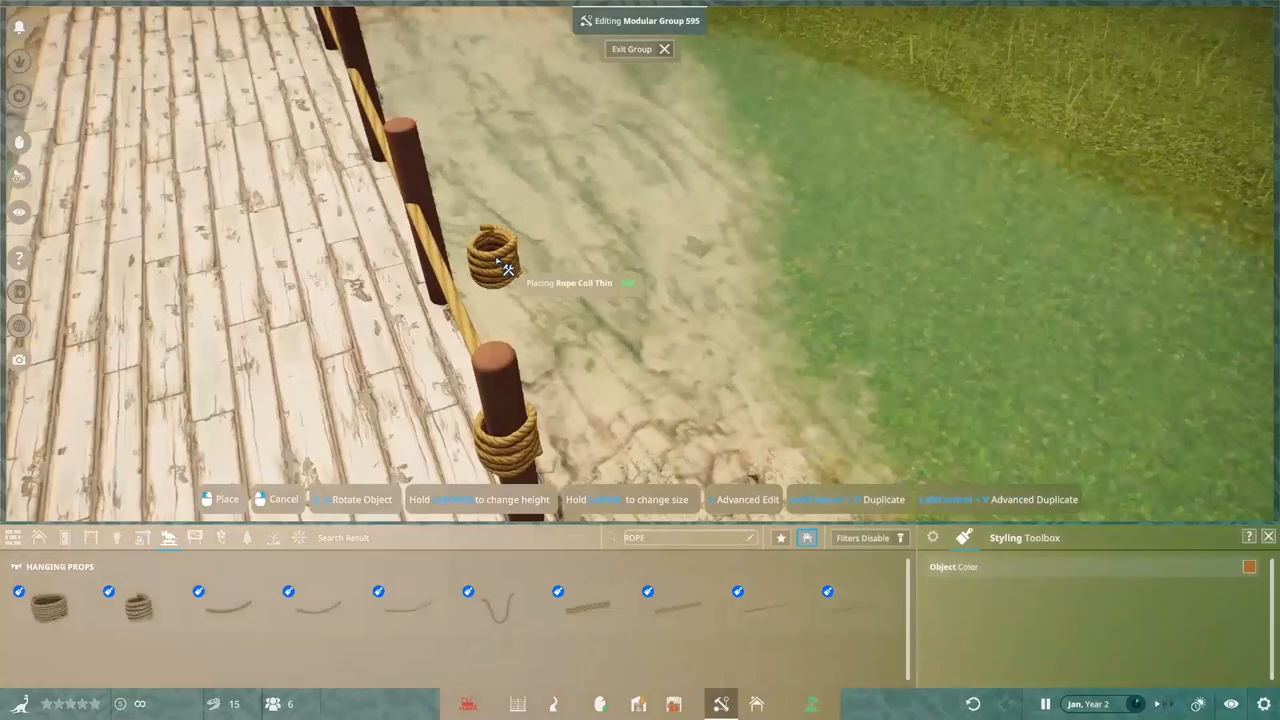 Editing Modular Group 595
Exit Group
Placing Rope Coil Thin
Place
Cancel
Rotate Object
Hold to change height
Hold to change size
Advanced Edit
Duplicate
LeftControl + V Advanced Duplicate
Search Result
ROPE
Filters Disable
Styling Toolbox
?
HANGING PROPS
Object Color
?
15
6
Jan, Year 2